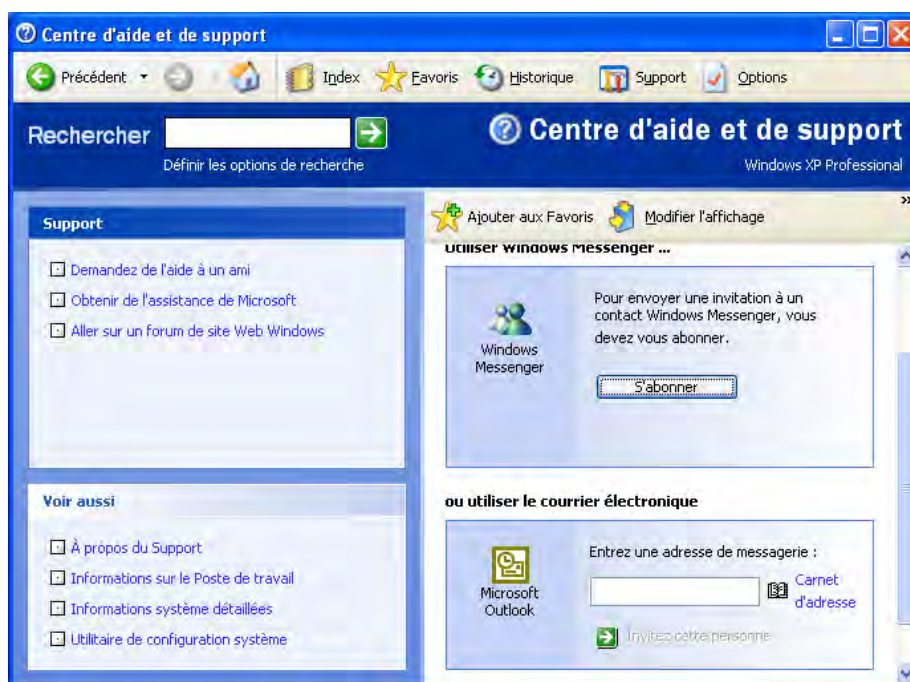 Centre d'aide et de support
Précédent
Index
Favoris
Historique
Support
Options
Rechercher
Définir les options de recherche
Centre d'aide et de support
Windows XP Professional
Support
Demandez de l'aide à un ami
Obtenir de l'assistance de Microsoft
Aller sur un forum de site Web Windows
Voir aussi
À propos du Support
Informations sur le Poste de travail
Informations système détaillées
Utilitaire de configuration système
Ajouter aux Favoris
Modifier l'affichage
»
Utiliser Windows Messenger ...
Windows
Messenger
Pour envoyer une invitation à un
contact Windows Messenger, vous
devez vous abonner.
S'abonner
ou utiliser le courrier électronique
Microsoft
Outlook
Entrez une adresse de messagerie :
Carnet
d'adresse
Invitez cette personne